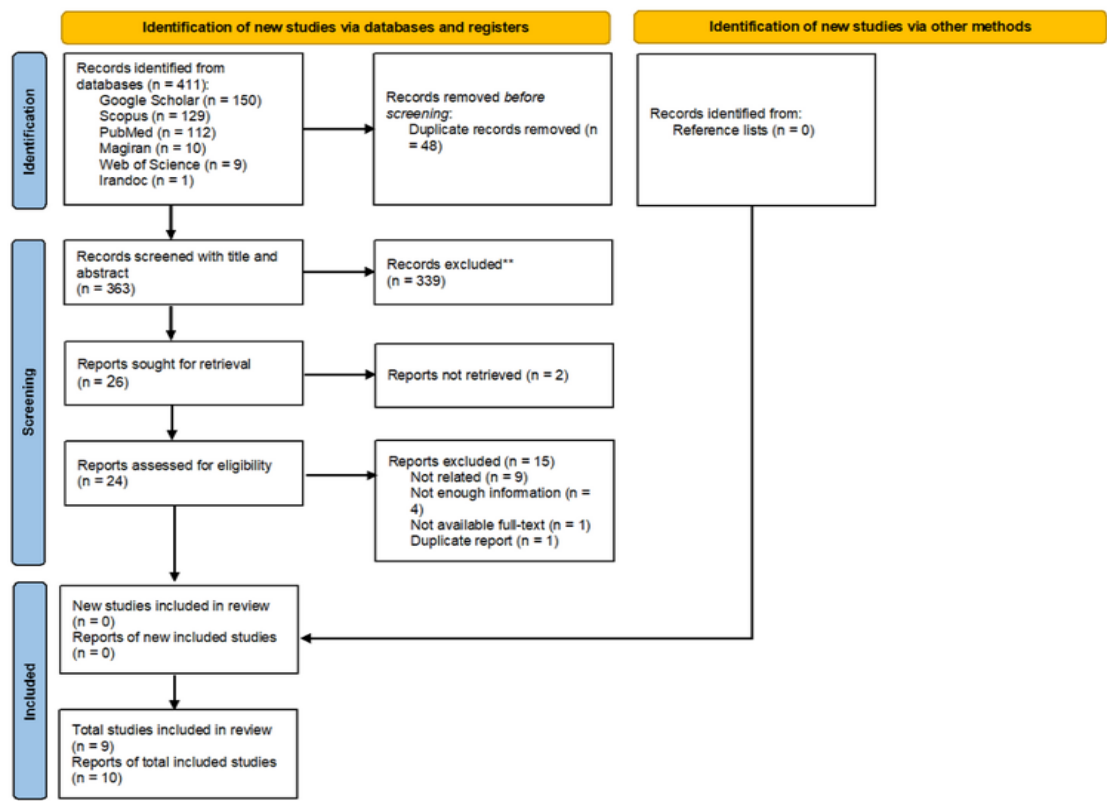 Identification of new studies via databases and registers
Identification of new studies via other methods
Identification
Records identified from
databases (n = 411):
Google Scholar (n = 150)
Scopus (n = 129)
PubMed (n = 112)
Magiran (n = 10)
Web of Science (n = 9)
Irandoc (n = 1)
Records removed before
screening:
Duplicate records removed (n
= 48)
Records identified from:
Reference lists (n = 0)
Screening
Records screened with title and
abstract
(n = 363)
Records excluded**
(n = 339)
Reports sought for retrieval
(n = 26)
Reports not retrieved (n = 2)
Reports assessed for eligibility
(n = 24)
Reports excluded (n = 15)
Not related (n = 9)
Not enough information (n =
4)
Not available full-text (n = 1)
Duplicate report (n = 1)
Included
New studies included in review
(n = 0)
Reports of new included studies
(n = 0)
Total studies included in review
(n = 9)
Reports of total included studies
(n = 10)